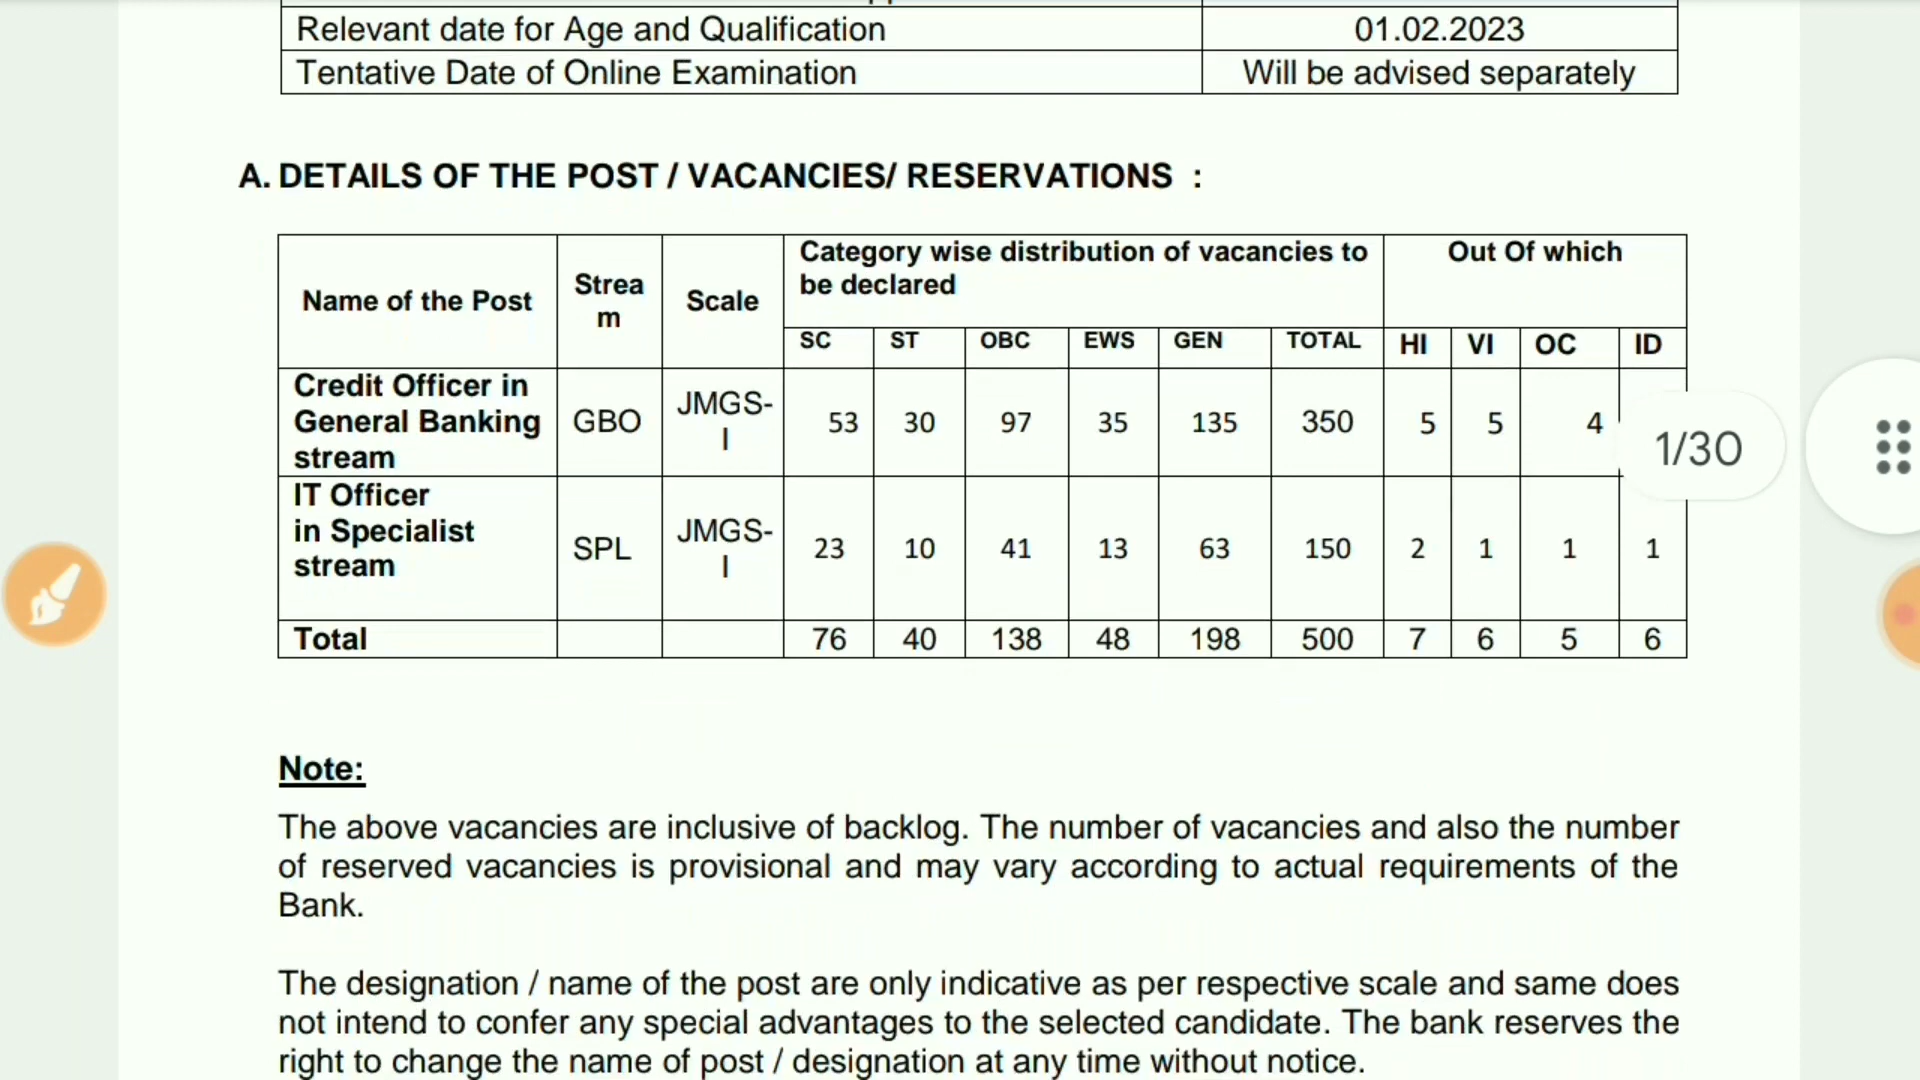 Relevant date for Age and Qualification 01.02.2023
Tentative Date of Online Examination Will be advised separately
A. DETAILS OF THE POST / VACANCIES/ RESERVATIONS :
Name of the Post Strea m Scale Category wise distribution of vacancies to be declared Out Of which
SC ST OBC EWS GEN TOTAL HI VI OC ID
Credit Officer in General Banking stream GBO JMGS-I 53 30 97 35 135 350 5 5 4
1/30
IT Officer in Specialist stream SPL JMGS-I 23 10 41 13 63 150 2 1 1 1
Total 76 40 138 48 198 500 7 6 5 6
Note:
The above vacancies are inclusive of backlog. The number of vacancies and also the number
of reserved vacancies is provisional and may vary according to actual requirements of the
Bank.
The designation / name of the post are only indicative as per respective scale and same does
not intend to confer any special advantages to the selected candidate. The bank reserves the
right to change the name of post / designation at any time without notice.